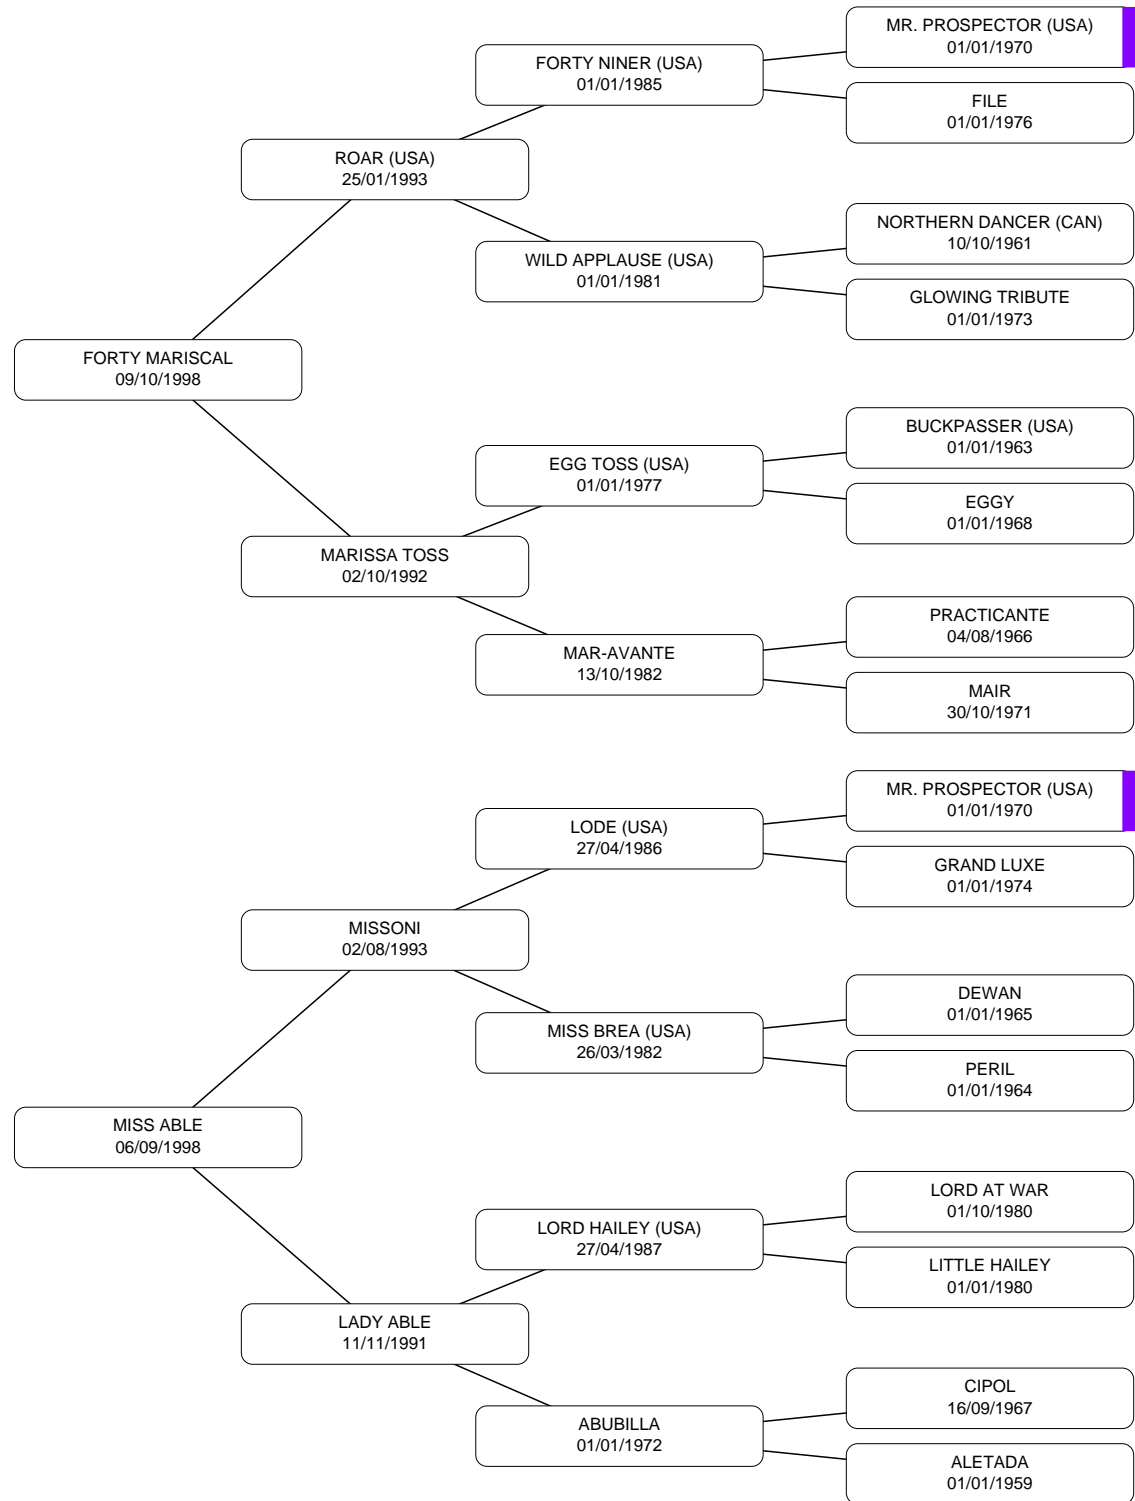 MR. PROSPECTOR (USA)
01/01/1970
FORTY NINER (USA)
01/01/1985
FILE
01/01/1976
ROAR (USA)
25/01/1993
NORTHERN DANCER (CAN)
10/10/1961
WILD APPLAUSE (USA)
01/01/1981
GLOWING TRIBUTE
01/01/1973
FORTY MARISCAL
09/10/1998
BUCKPASSER (USA)
01/01/1963
EGG TOSS (USA)
01/01/1977
EGGY
01/01/1968
MARISSA TOSS
02/10/1992
PRACTICANTE
04/08/1966
MAR-AVANTE
13/10/1982
MAIR
30/10/1971
MR. PROSPECTOR (USA)
01/01/1970
LODE (USA)
27/04/1986
GRAND LUXE
01/01/1974
MISSONI
02/08/1993
DEWAN
01/01/1965
MISS BREA (USA)
26/03/1982
PERIL
01/01/1964
MISS ABLE
06/09/1998
LORD AT WAR
01/10/1980
LORD HAILEY (USA)
27/04/1987
LITTLE HAILEY
01/01/1980
LADY ABLE
11/11/1991
CIPOL
16/09/1967
ABUBILLA
01/01/1972
ALETADA
01/01/1959